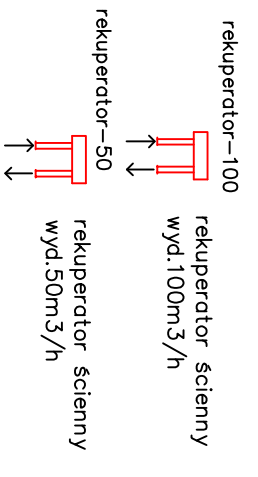 rekuperator-100
rekuperator ścienny
wyd.100m3/h
rekuperator-50
rekuperator ścienny
wyd.50m3/h